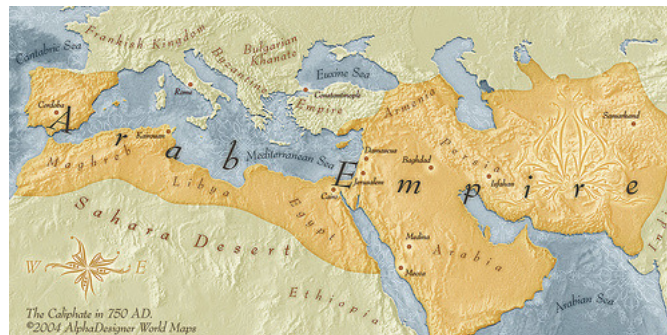 Cantabric Sea
Frankish Kingdom
Bulgarian
Khanate
Byzantine
Empire
Euxine Sea
Constantinople
Rome
Cordoba
Kairouan
Armenia
Samarkand
Arab Empire
Maghreb
Mediterranean Sea
Damascus
Jerusalem
Baghdad
Persia
Isfahan
Libya
Cairo
Egypt
Sahara Desert
Medina
Mecca
Arabia
W
E
Ethiopia
Arabian Sea
The Caliphate in 750 AD.
©2004 AlphaDesigner World Maps